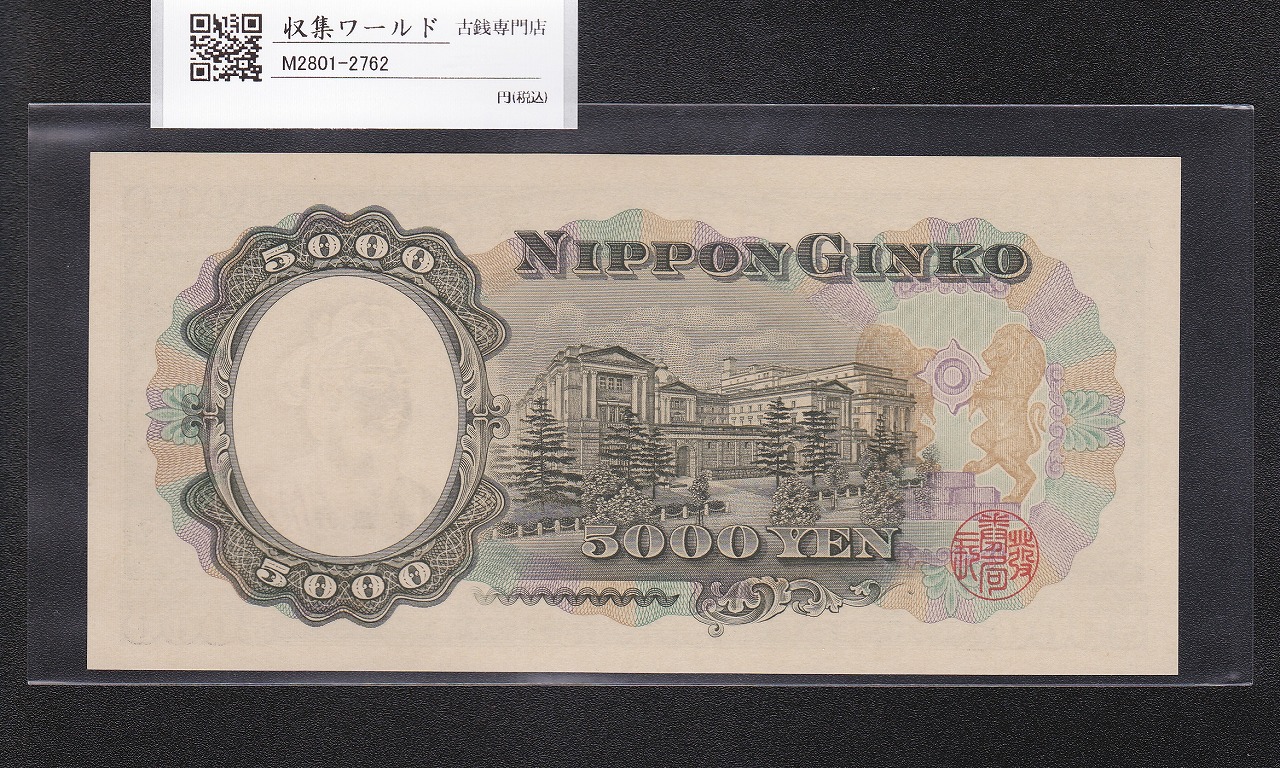 収集ワールド 古銭専門店
M2801-2762
円(税込)
5000
NIPPON GINKO
5000 YEN
5000